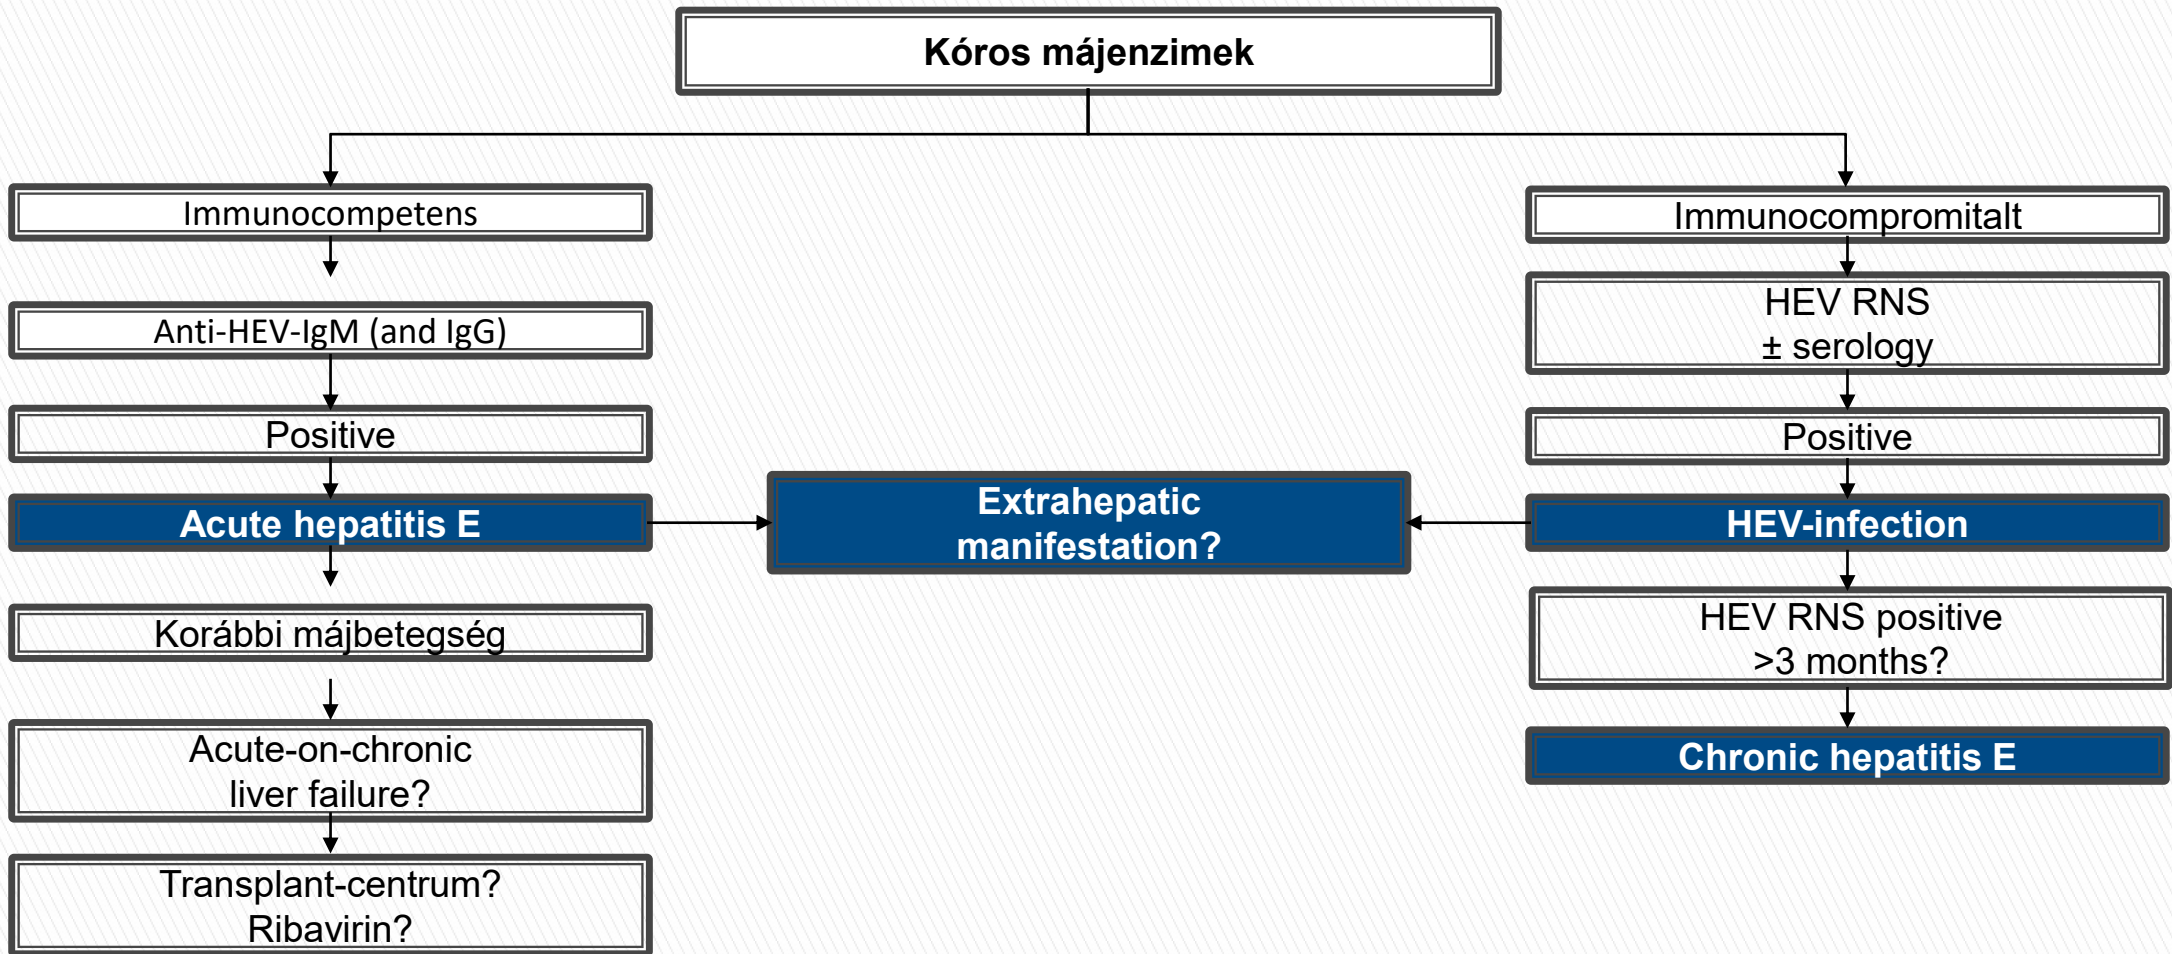 Kóros májenzimek
Immunocompetens
Anti-HEV-IgM (and IgG)
Positive
Acute hepatitis E
Korábbi májbetegség
Acute-on-chronic
liver failure?
Transplant-centrum?
Ribavirin?
Extrahepatic
manifestation?
Immunocompromitalt
HEV RNS
± serology
Positive
HEV-infection
HEV RNS positive
>3 months?
Chronic hepatitis E